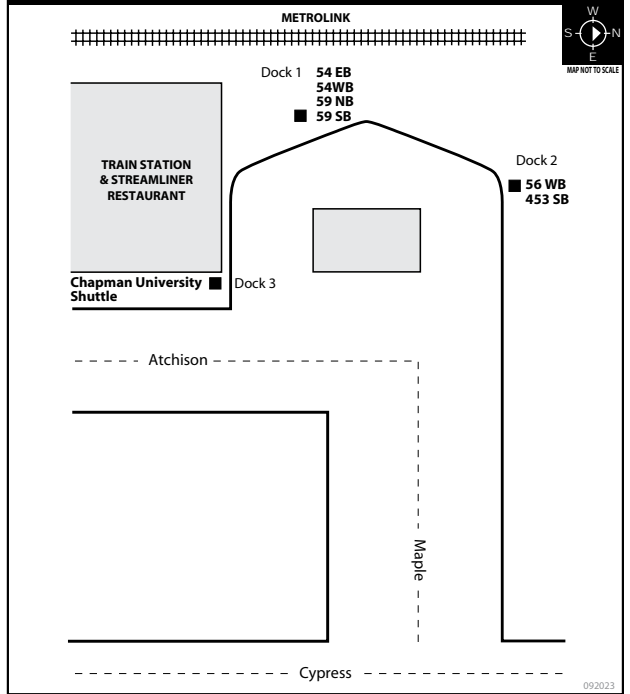 METROLINK
W
S N
E
MAP NOT TO SCALE
Dock 1 54 EB
54WB
59 NB
59 SB
Dock 2
56 WB
453 SB
TRAIN STATION
& STREAMLINER
RESTAURANT
Chapman University
Shuttle
Dock 3
Atchison
Maple
Cypress
092023